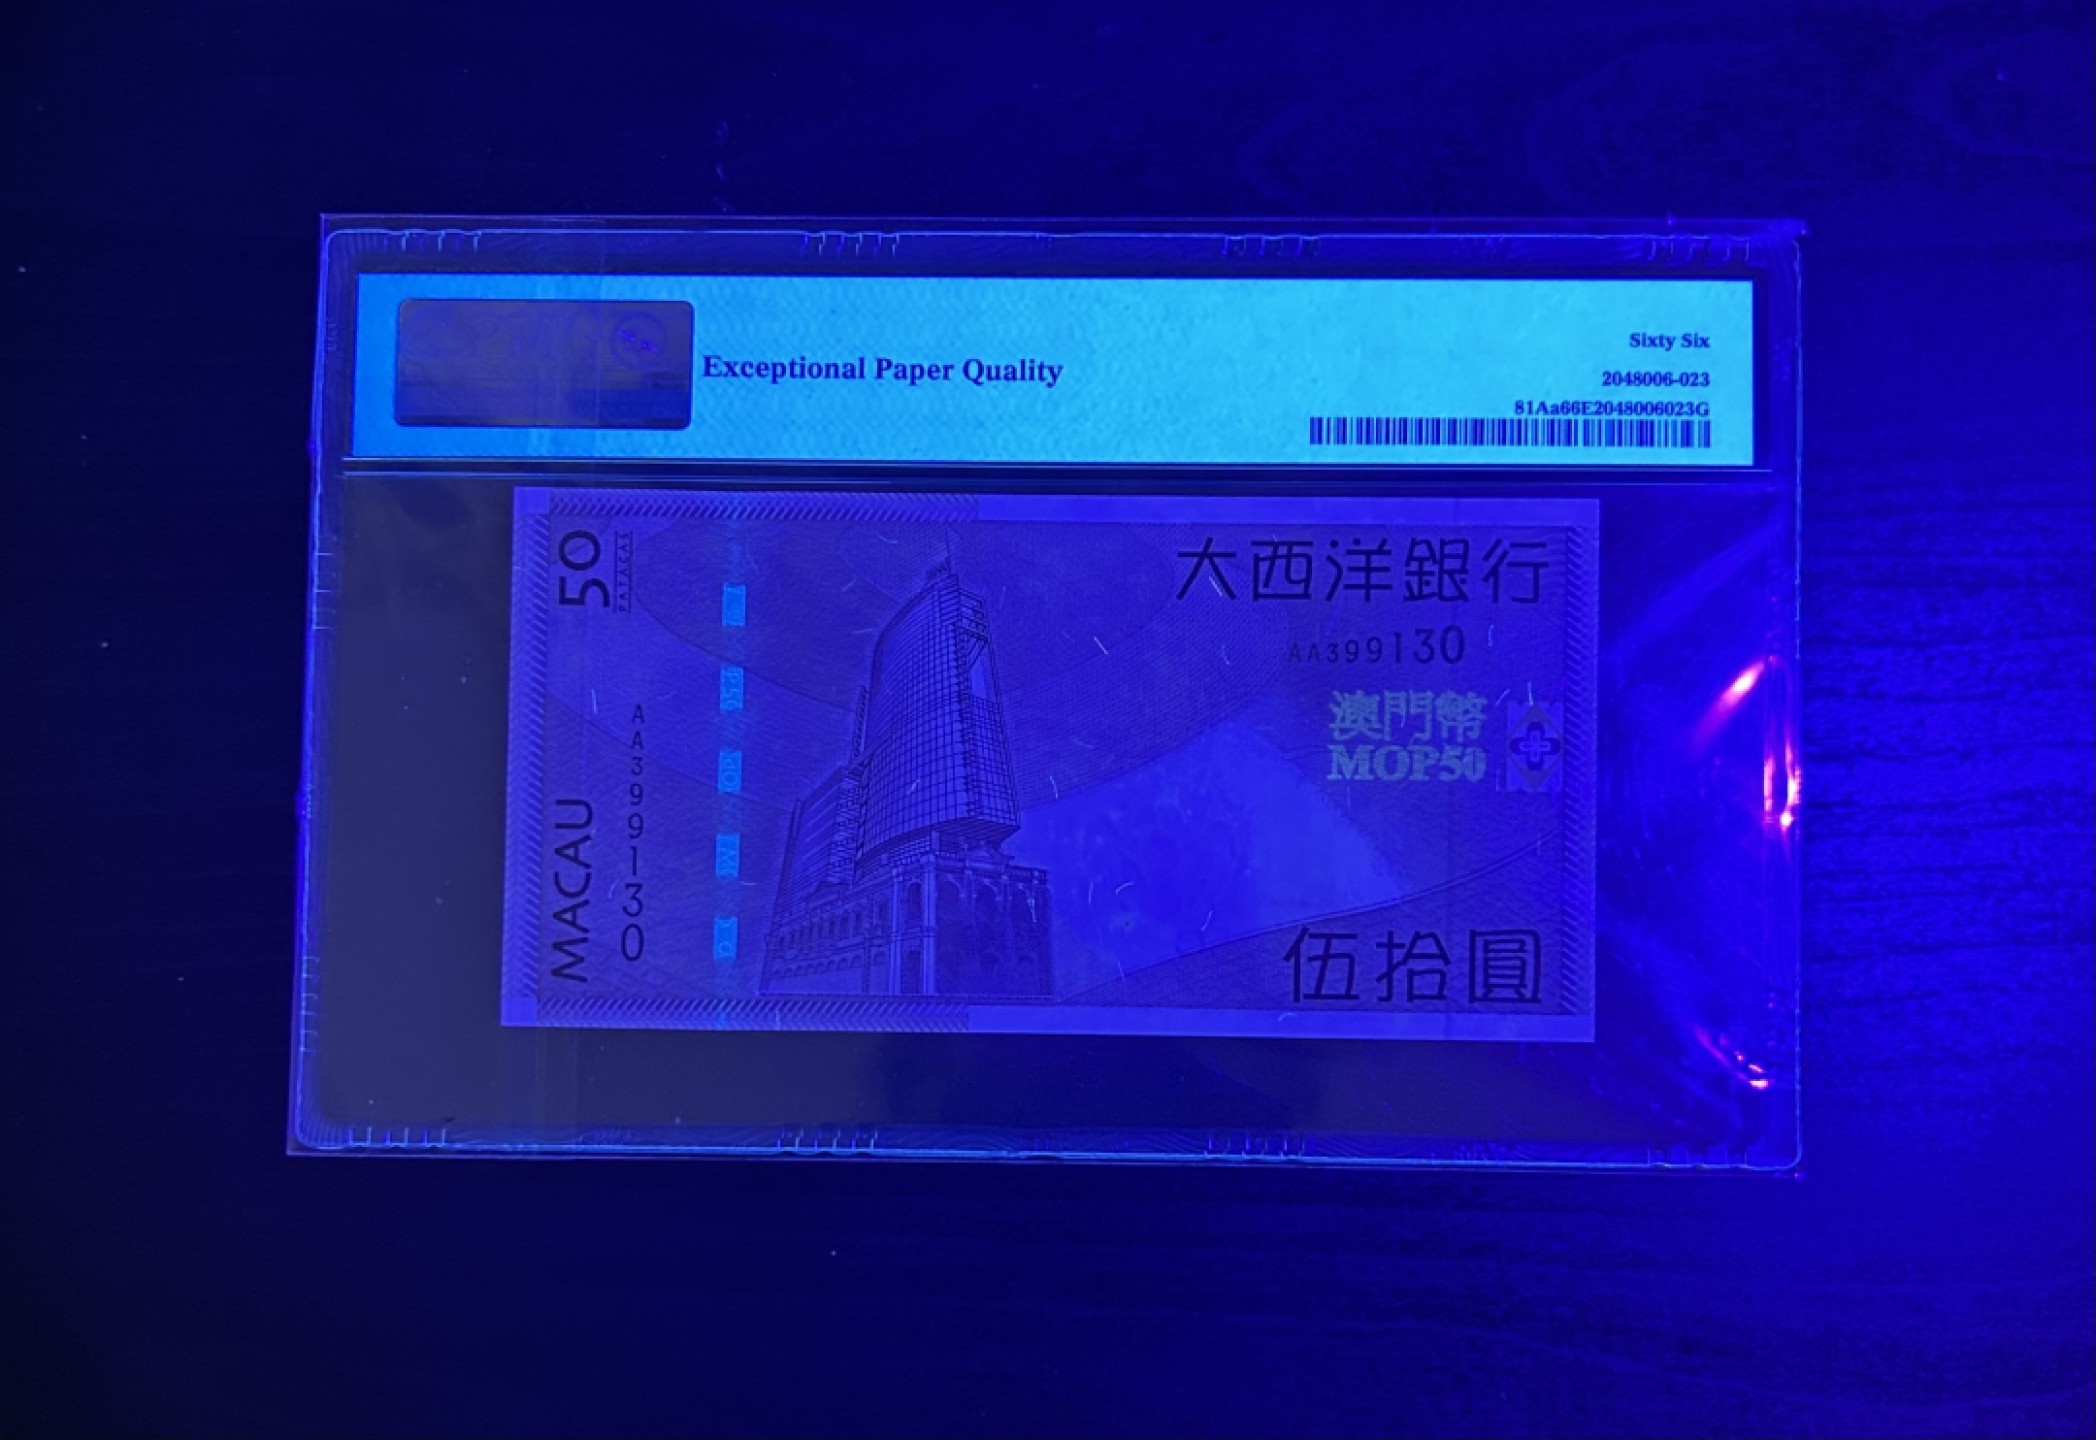 Exceptional Paper Quality
Sixty Six
2048006-023
81Aa66E2048006023G
50
PATACAS
MACAU
AA399130
大西洋銀行
AA399130
澳門幣
MOP50
伍拾圓